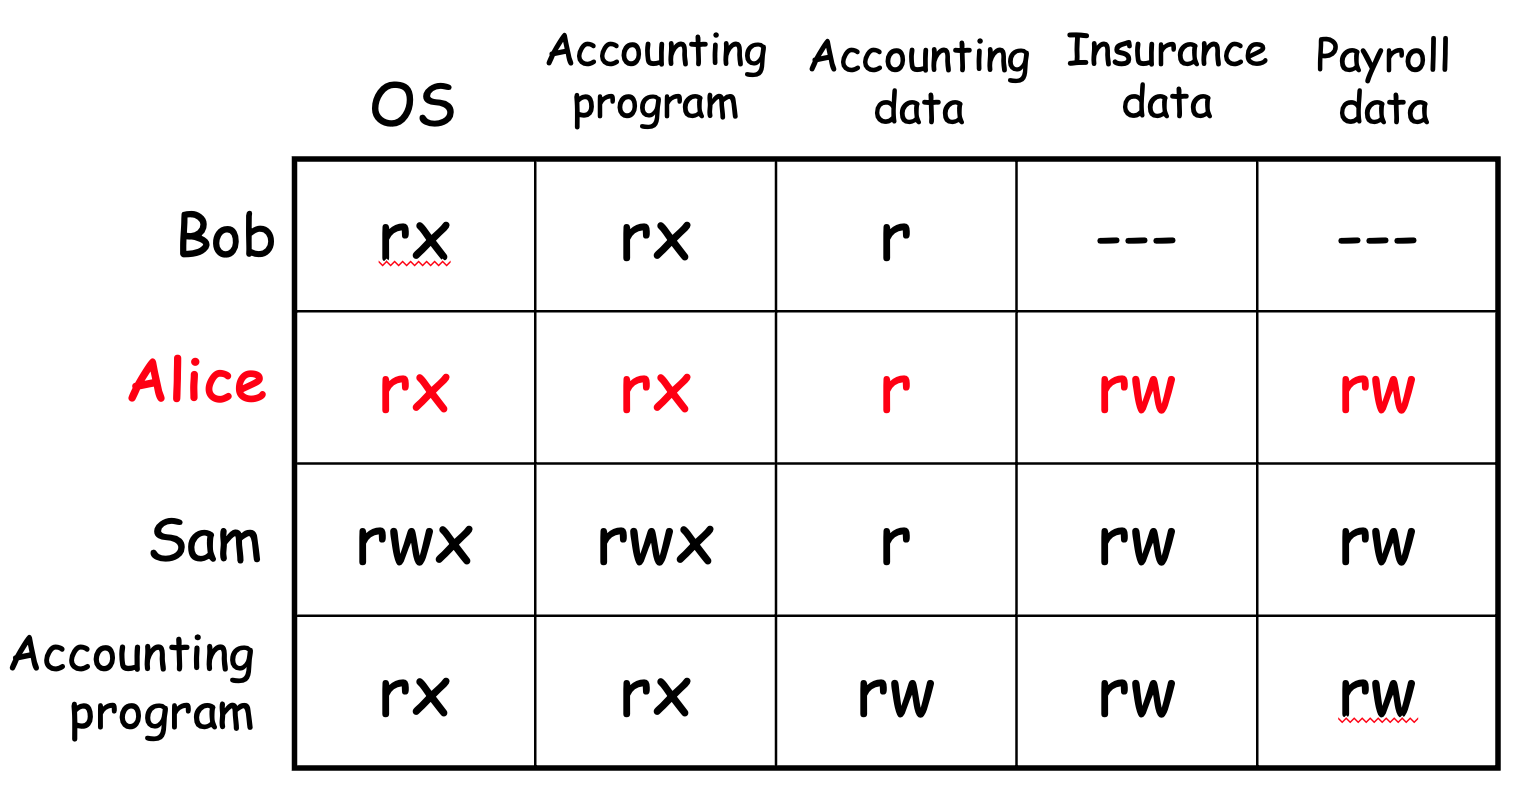 OS
Accounting
program
Accounting
data
Insurance
data
Payroll
data
Bob rx rx r --- ---
Alice rx rx r rw rw
Sam rwx rwx r rw rw
Accounting
program rx rx rw rw rw